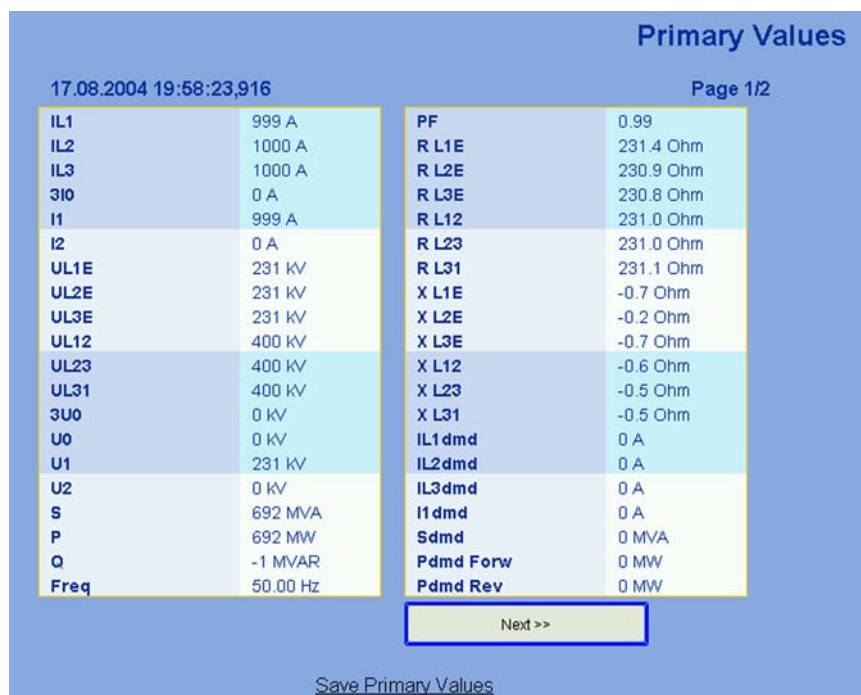 Primary Values
17.08.2004 19:58:23,916
Page 1/2
IL1 999 A
IL2 1000 A
IL3 1000 A
3I0 0 A
I1 999 A
I2 0 A
UL1E 231 kV
UL2E 231 kV
UL3E 231 kV
UL12 400 kV
UL23 400 kV
UL31 400 kV
3U0 0 kV
U0 0 kV
U1 231 kV
U2 0 kV
S 692 MVA
P 692 MW
Q -1 MVAR
Freq 50.00 Hz
PF 0.99
R L1E 231.4 Ohm
R L2E 230.9 Ohm
R L3E 230.8 Ohm
R L12 231.0 Ohm
R L23 231.0 Ohm
R L31 231.1 Ohm
X L1E -0.7 Ohm
X L2E -0.2 Ohm
X L3E -0.7 Ohm
X L12 -0.6 Ohm
X L23 -0.5 Ohm
X L31 -0.5 Ohm
IL1dmd 0 A
IL2dmd 0 A
IL3dmd 0 A
I1dmd 0 A
Sdmd 0 MVA
Pdmd Forw 0 MW
Pdmd Rev 0 MW
Next >>
Save Primary Values